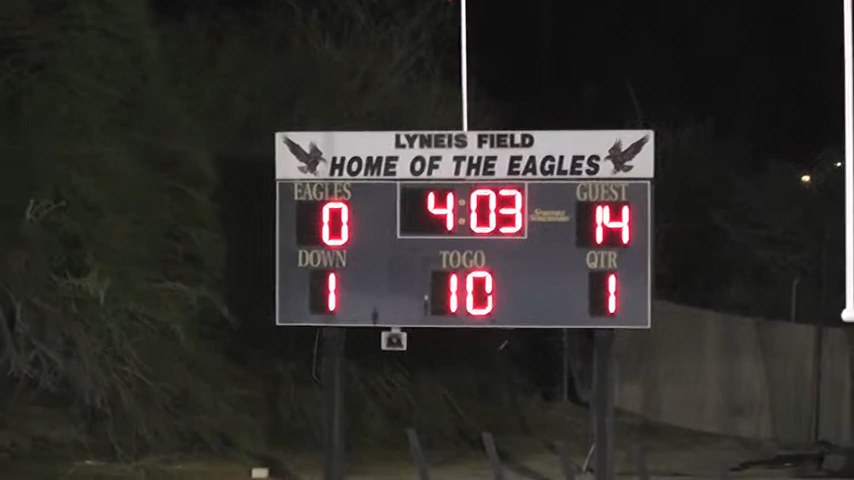 LYNEIS FIELD
HOME OF THE EAGLES
EAGLES 4:03 GUEST
0 14
DOWN TOGO QTR
1 10 1